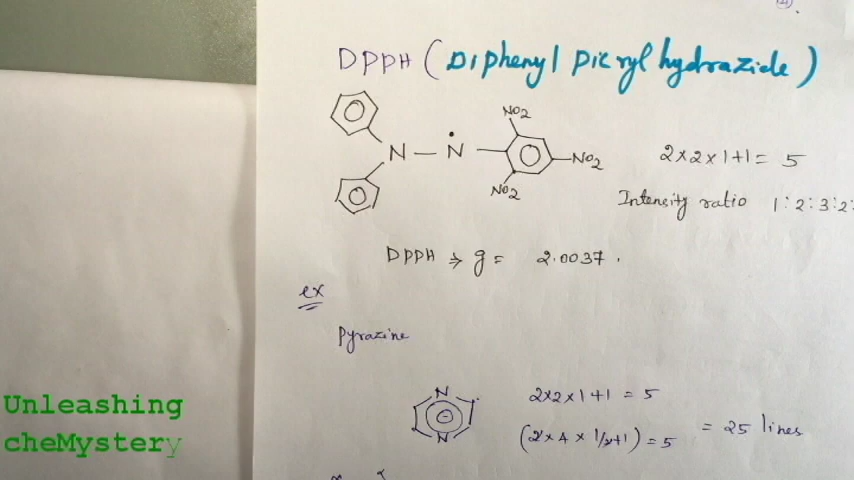 DPPH ( Diphenyl picryl hydrazide )
NO2
N – N• –NO2
NO2
2×2×1+1 = 5
Intensity ratio 1:2:3:2:
DPPH ⇒ g = 2.0037.
ex
Pyrazine
N
N
2×2×1+1 = 5
(2×4×1/2+1) = 5 = 25 lines
Unleashing
cheMystery